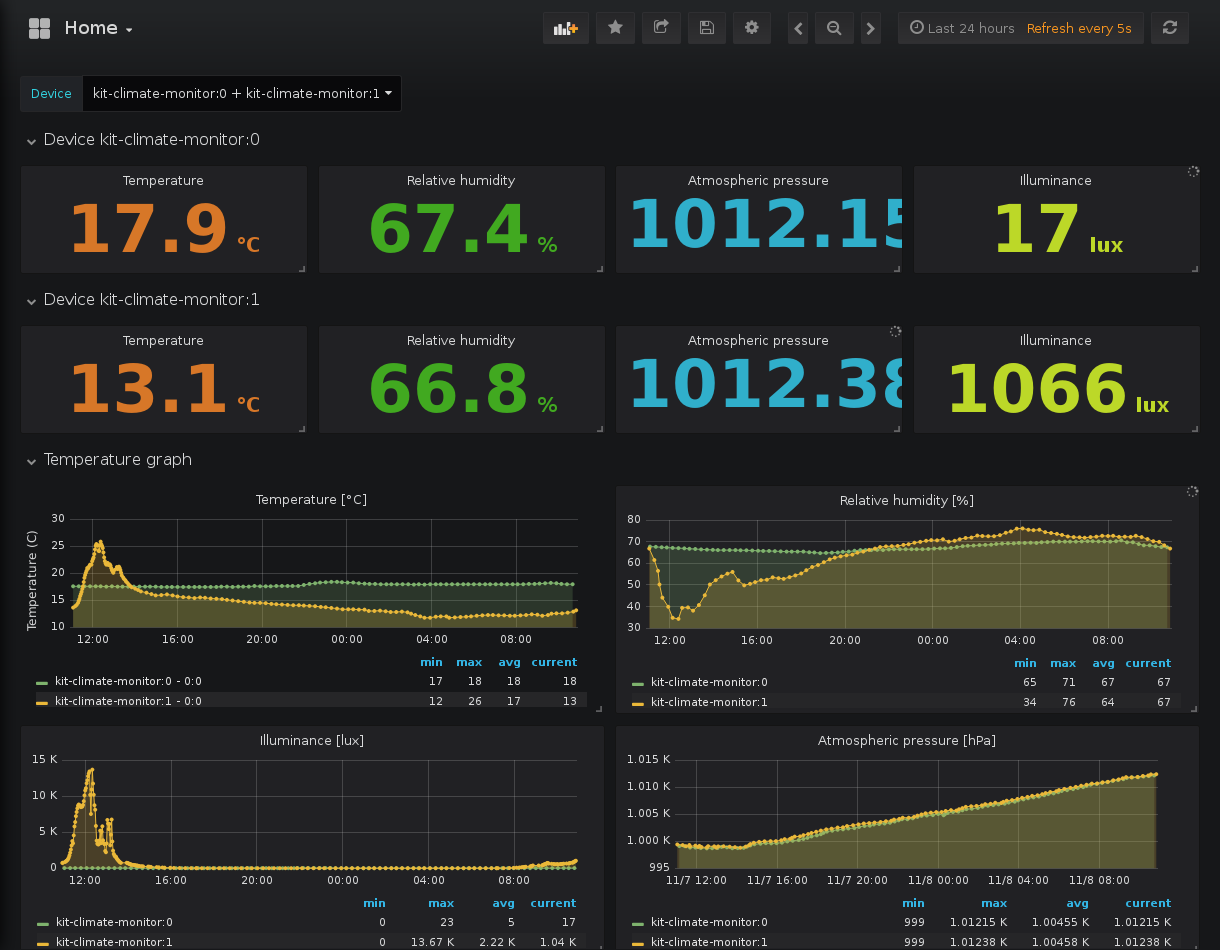 Home
Last 24 hours Refresh every 5s
Device kit-climate-monitor:0 + kit-climate-monitor:1
Device kit-climate-monitor:0
Temperature Relative humidity Atmospheric pressure Illuminance
17.9 °C 67.4 % 1012.15 17 lux
Device kit-climate-monitor:1
Temperature Relative humidity Atmospheric pressure Illuminance
13.1 °C 66.8 % 1012.38 1066 lux
Temperature graph
Temperature [°C]
Temperature (C)
30
25
20
15
10
12:00 16:00 20:00 00:00 04:00 08:00
min max avg current
kit-climate-monitor:0 - 0:0 17 18 18 18
kit-climate-monitor:1 - 0:0 12 26 17 13
Relative humidity [%]
80
70
60
50
40
30
12:00 16:00 20:00 00:00 04:00 08:00
min max avg current
kit-climate-monitor:0 65 71 67 67
kit-climate-monitor:1 34 76 64 67
Illuminance [lux]
15 K
10 K
5 K
0
12:00 16:00 20:00 00:00 04:00 08:00
min max avg current
kit-climate-monitor:0 0 23 5 17
kit-climate-monitor:1 0 13.67 K 2.22 K 1.04 K
Atmospheric pressure [hPa]
1.015 K
1.010 K
1.005 K
1.000 K
995
11/7 12:00 11/7 16:00 11/7 20:00 11/8 00:00 11/8 04:00 11/8 08:00
min max avg current
kit-climate-monitor:0 999 1.01215 K 1.00455 K 1.01215 K
kit-climate-monitor:1 999 1.01238 K 1.00458 K 1.01238 K